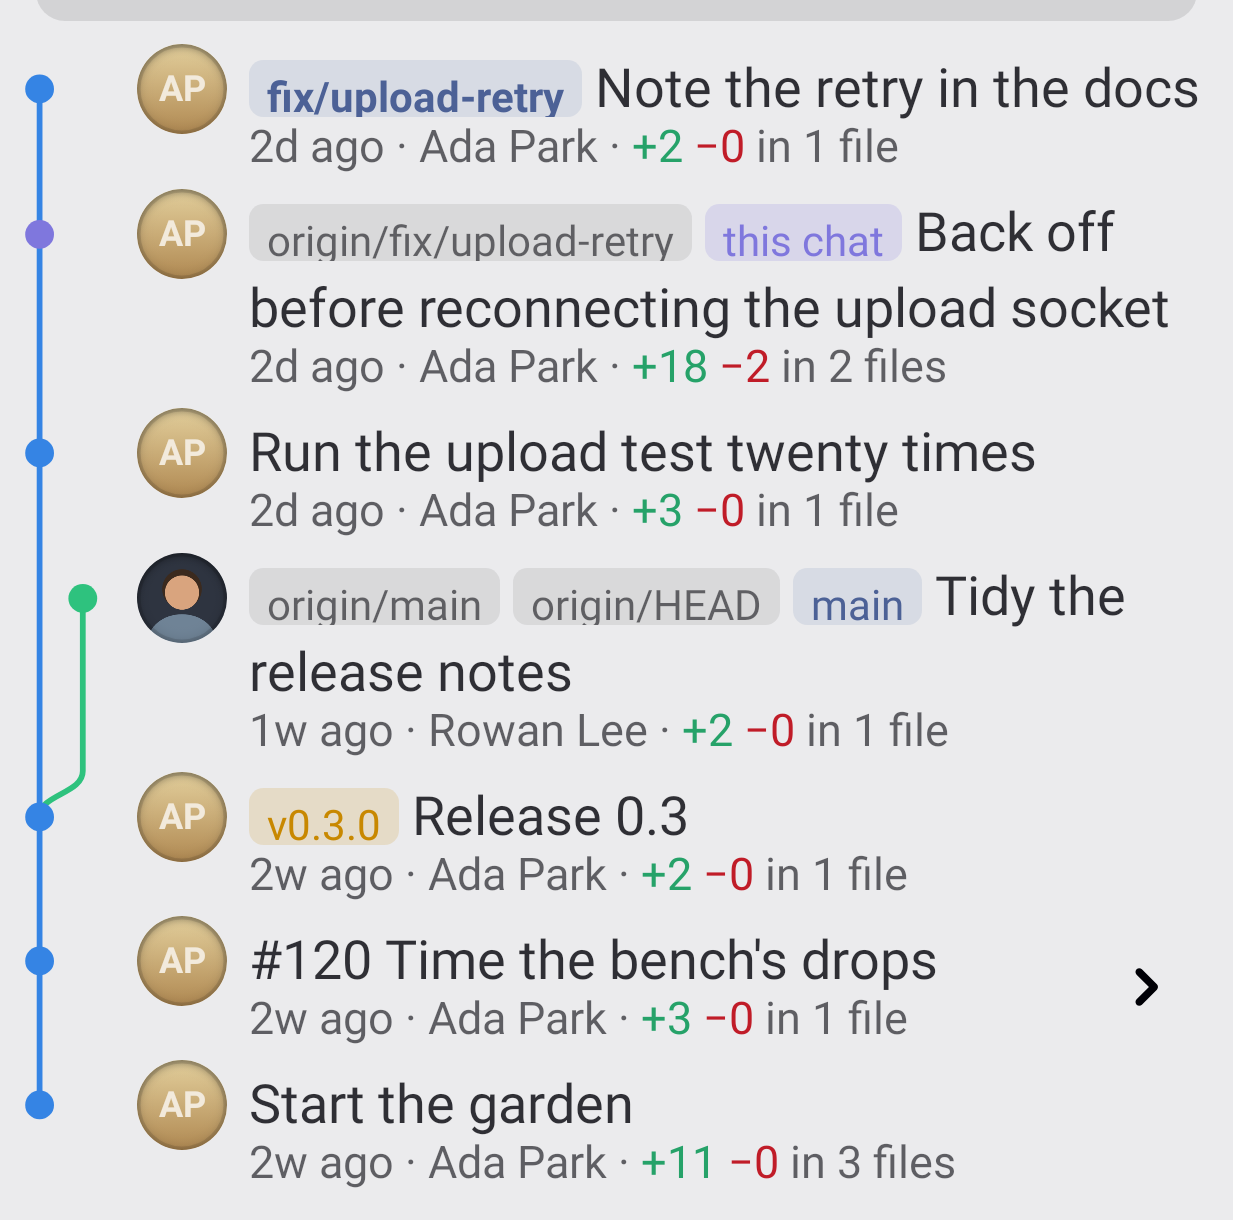 AP fix/upload-retry Note the retry in the docs
2d ago · Ada Park · +2 −0 in 1 file
AP origin/fix/upload-retry this chat Back off
before reconnecting the upload socket
2d ago · Ada Park · +18 −2 in 2 files
AP Run the upload test twenty times
2d ago · Ada Park · +3 −0 in 1 file
origin/main origin/HEAD main Tidy the
release notes
1w ago · Rowan Lee · +2 −0 in 1 file
AP v0.3.0 Release 0.3
2w ago · Ada Park · +2 −0 in 1 file
AP #120 Time the bench's drops
2w ago · Ada Park · +3 −0 in 1 file
AP Start the garden
2w ago · Ada Park · +11 −0 in 3 files